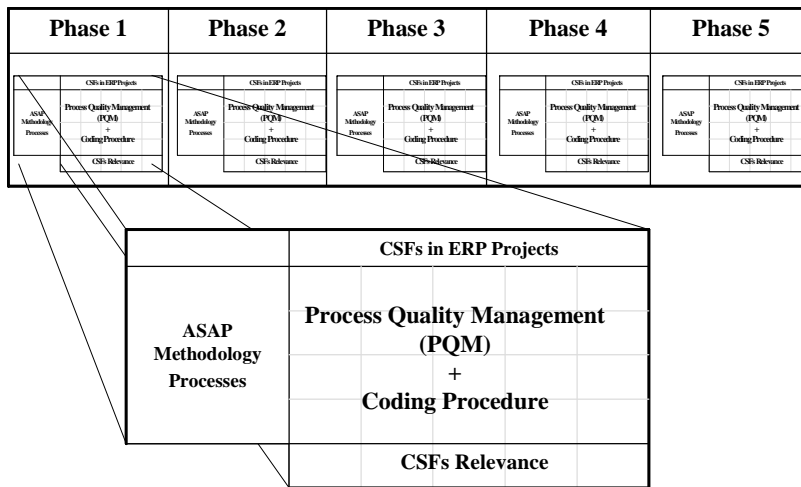 Phase 1 Phase 2 Phase 3 Phase 4 Phase 5
CSFs in ERP Projects CSFs in ERP Projects CSFs in ERP Projects CSFs in ERP Projects CSFs in ERP Projects
Process Quality Management Process Quality Management Process Quality Management Process Quality Management Process Quality Management
ASAP (PQM) ASAP (PQM) ASAP (PQM) ASAP (PQM) ASAP (PQM)
Methodology Methodology Methodology Methodology Methodology
Processes + Processes + Processes + Processes + Processes +
Coding Procedure Coding Procedure Coding Procedure Coding Procedure Coding Procedure
CSFs Relevance CSFs Relevance CSFs Relevance CSFs Relevance CSFs Relevance
CSFs in ERP Projects
ASAP
Methodology
Processes
Process Quality Management
(PQM)
+
Coding Procedure
CSFs Relevance